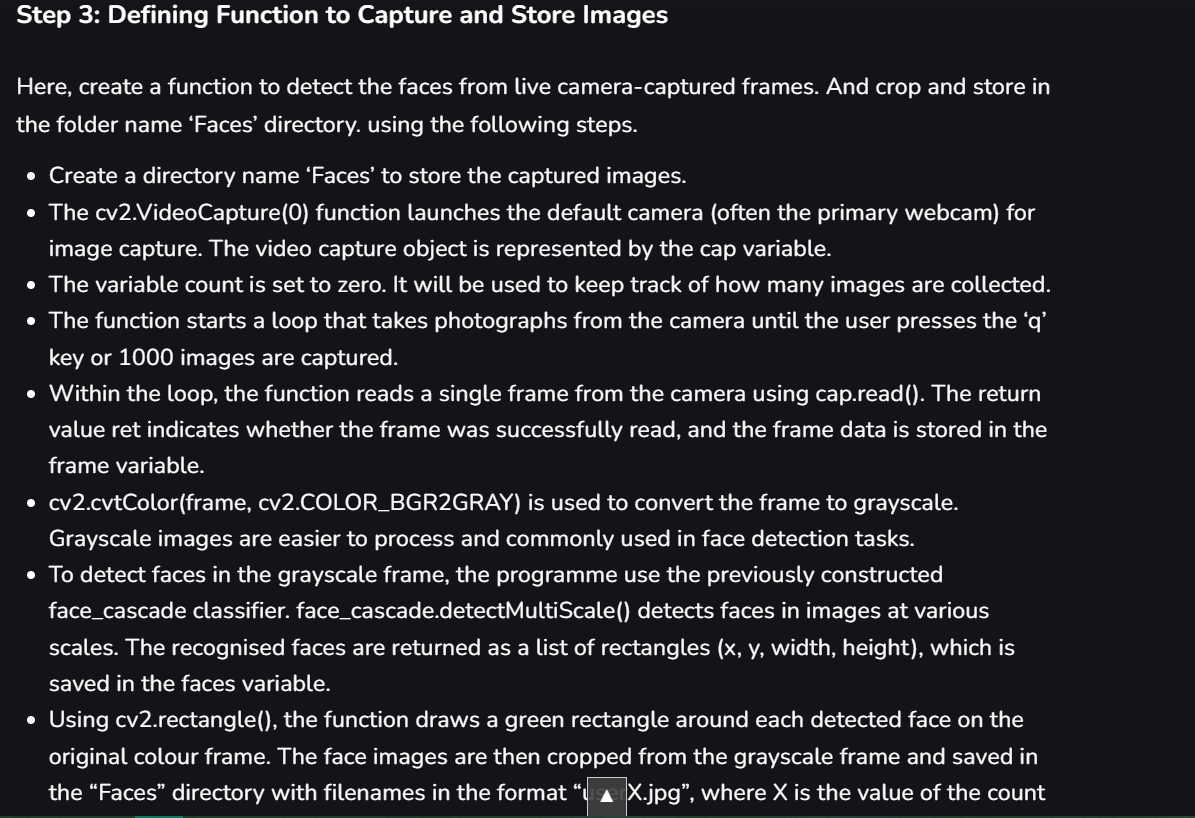 Step 3: Defining Function to Capture and Store Images
Here, create a function to detect the faces from live camera-captured frames. And crop and store in
the folder name ‘Faces’ directory. using the following steps.
Create a directory name ‘Faces’ to store the captured images.
The cv2.VideoCapture(0) function launches the default camera (often the primary webcam) for
image capture. The video capture object is represented by the cap variable.
The variable count is set to zero. It will be used to keep track of how many images are collected.
The function starts a loop that takes photographs from the camera until the user presses the ‘q’
key or 1000 images are captured.
Within the loop, the function reads a single frame from the camera using cap.read(). The return
value ret indicates whether the frame was successfully read, and the frame data is stored in the
frame variable.
cv2.cvtColor(frame, cv2.COLOR_BGR2GRAY) is used to convert the frame to grayscale.
Grayscale images are easier to process and commonly used in face detection tasks.
To detect faces in the grayscale frame, the programme use the previously constructed
face_cascade classifier. face_cascade.detectMultiScale() detects faces in images at various
scales. The recognised faces are returned as a list of rectangles (x, y, width, height), which is
saved in the faces variable.
Using cv2.rectangle(), the function draws a green rectangle around each detected face on the
original colour frame. The face images are then cropped from the grayscale frame and saved in
the “Faces” directory with filenames in the format “userX.jpg”, where X is the value of the count